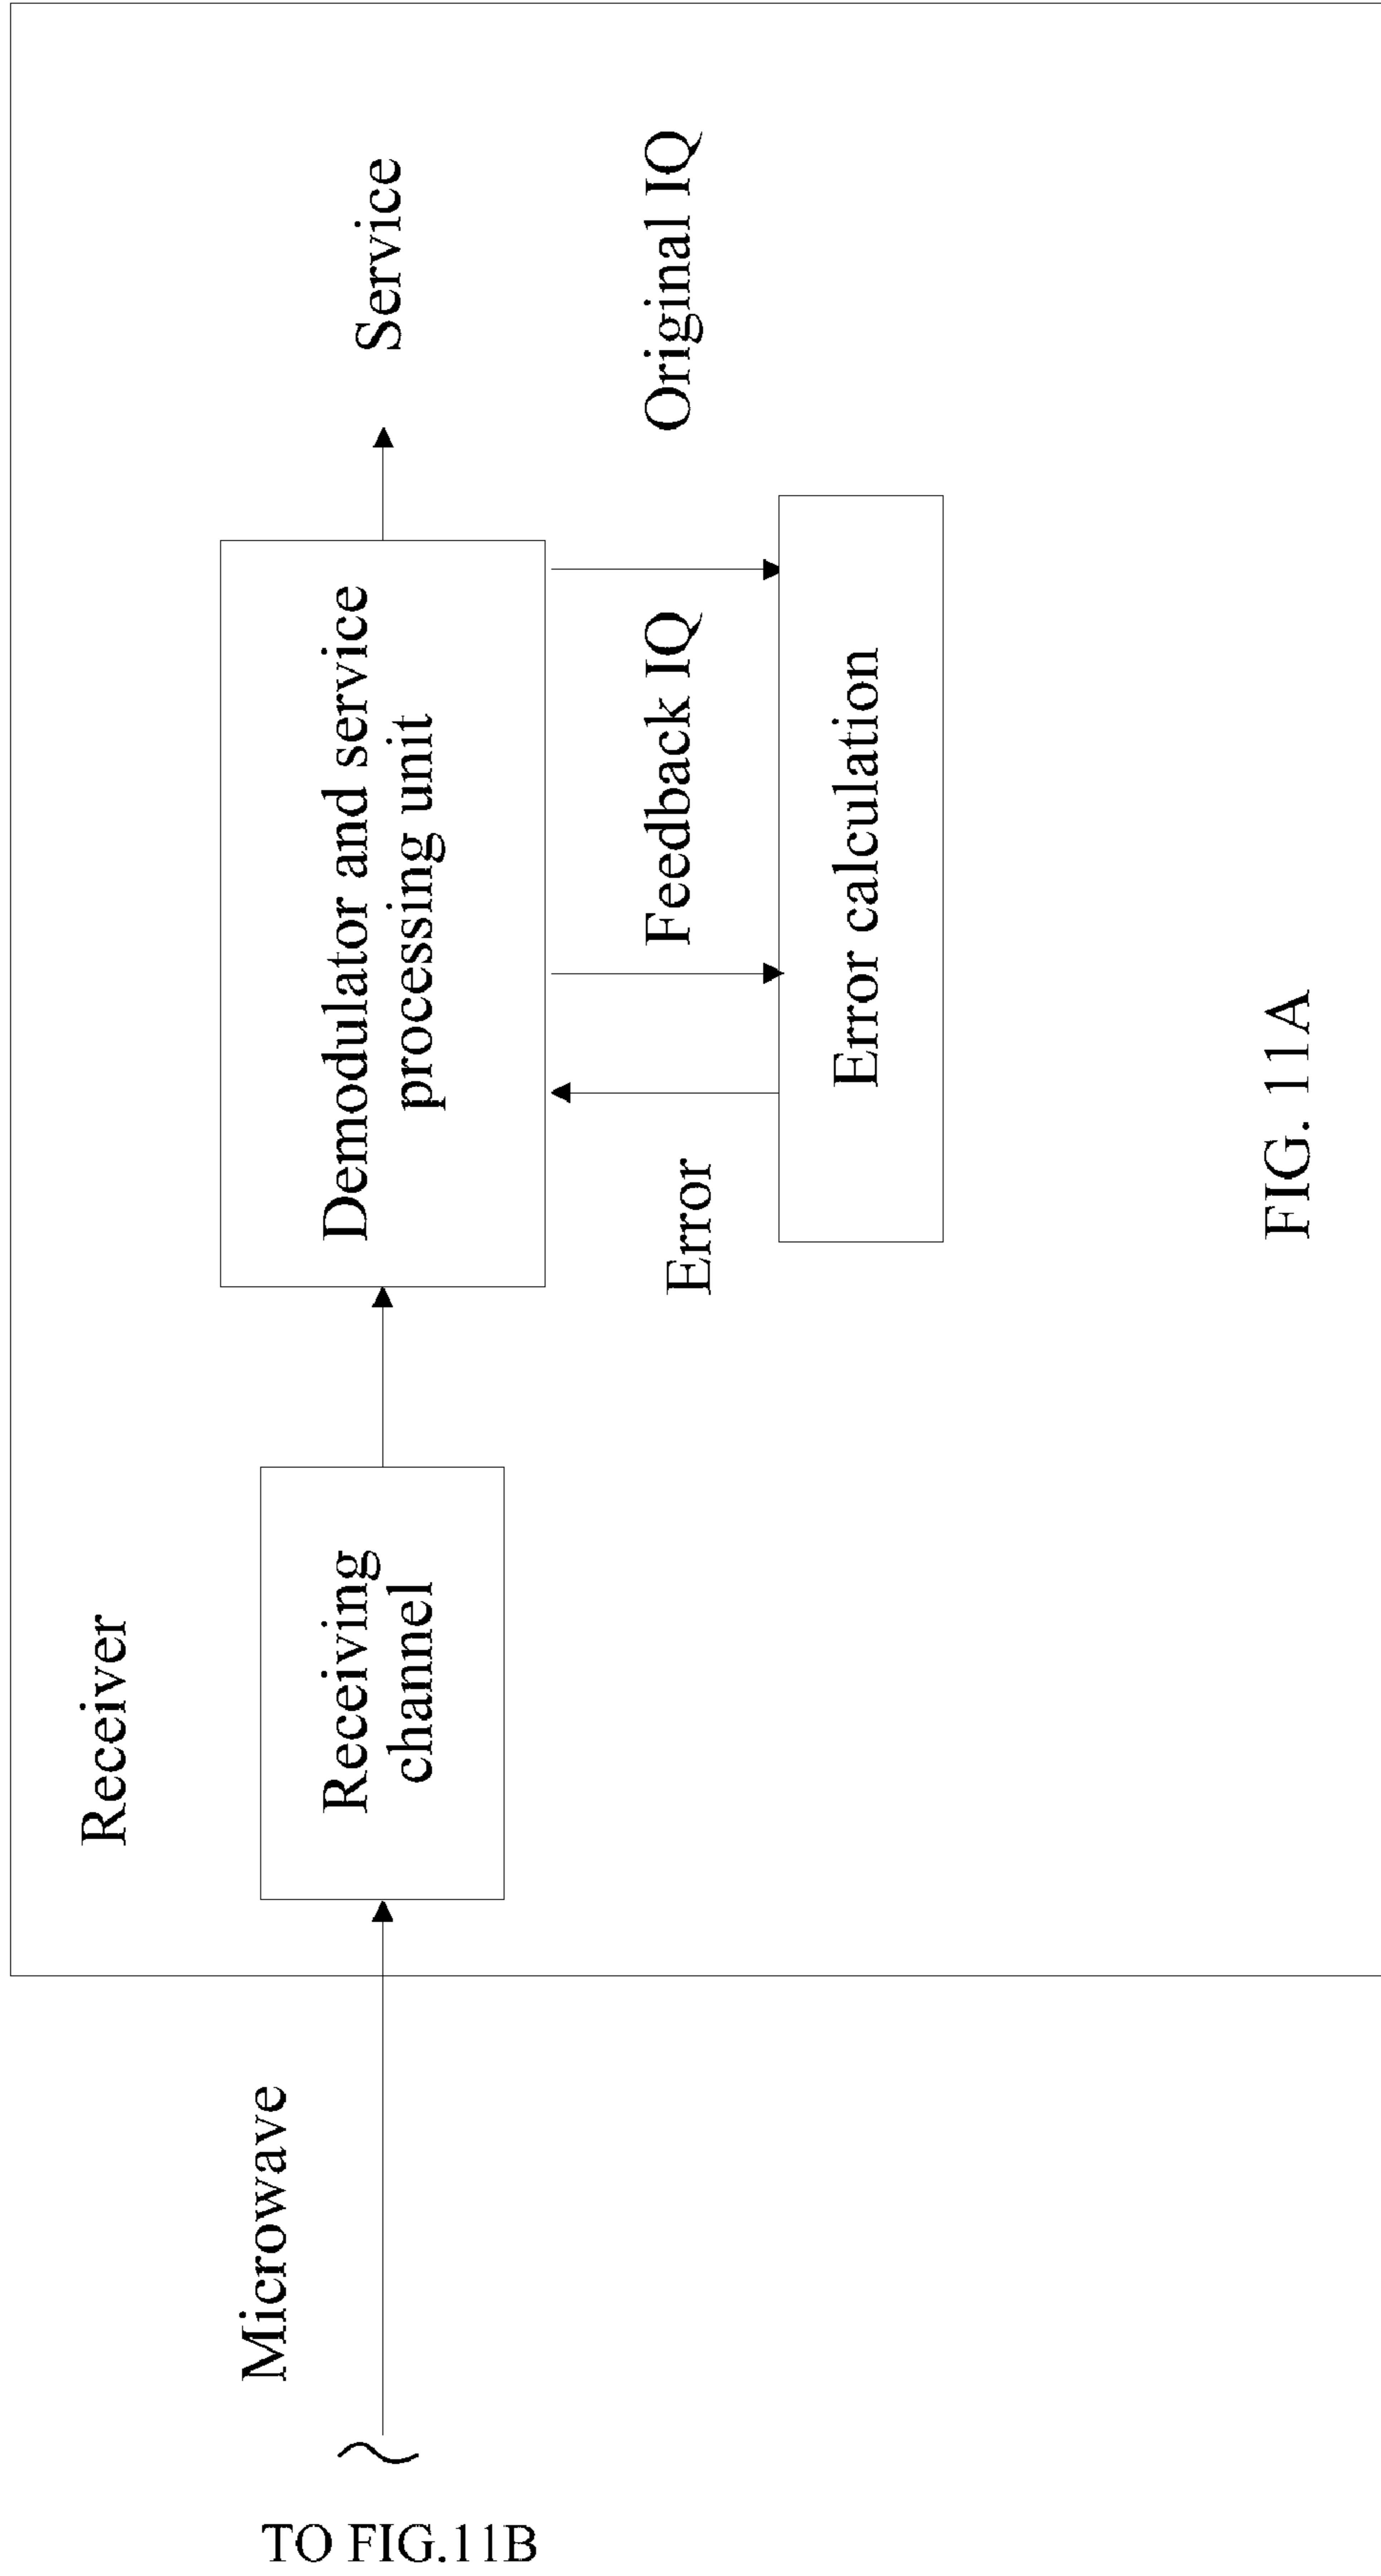 Receiver
Microwave
Receiving
channel
Demodulator and service
processing unit
Service
Error
Feedback IQ
Original IQ
Error calculation
TO FIG.11B
FIG. 11A